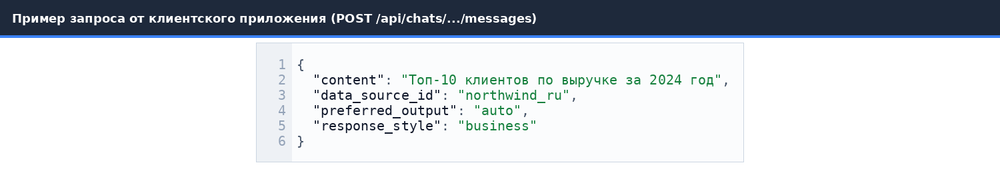 Пример запроса от клиентского приложения (POST /api/chats/.../messages)
1 {
2   "content": "Топ-10 клиентов по выручке за 2024 год",
3   "data_source_id": "northwind_ru",
4   "preferred_output": "auto",
5   "response_style": "business"
6 }